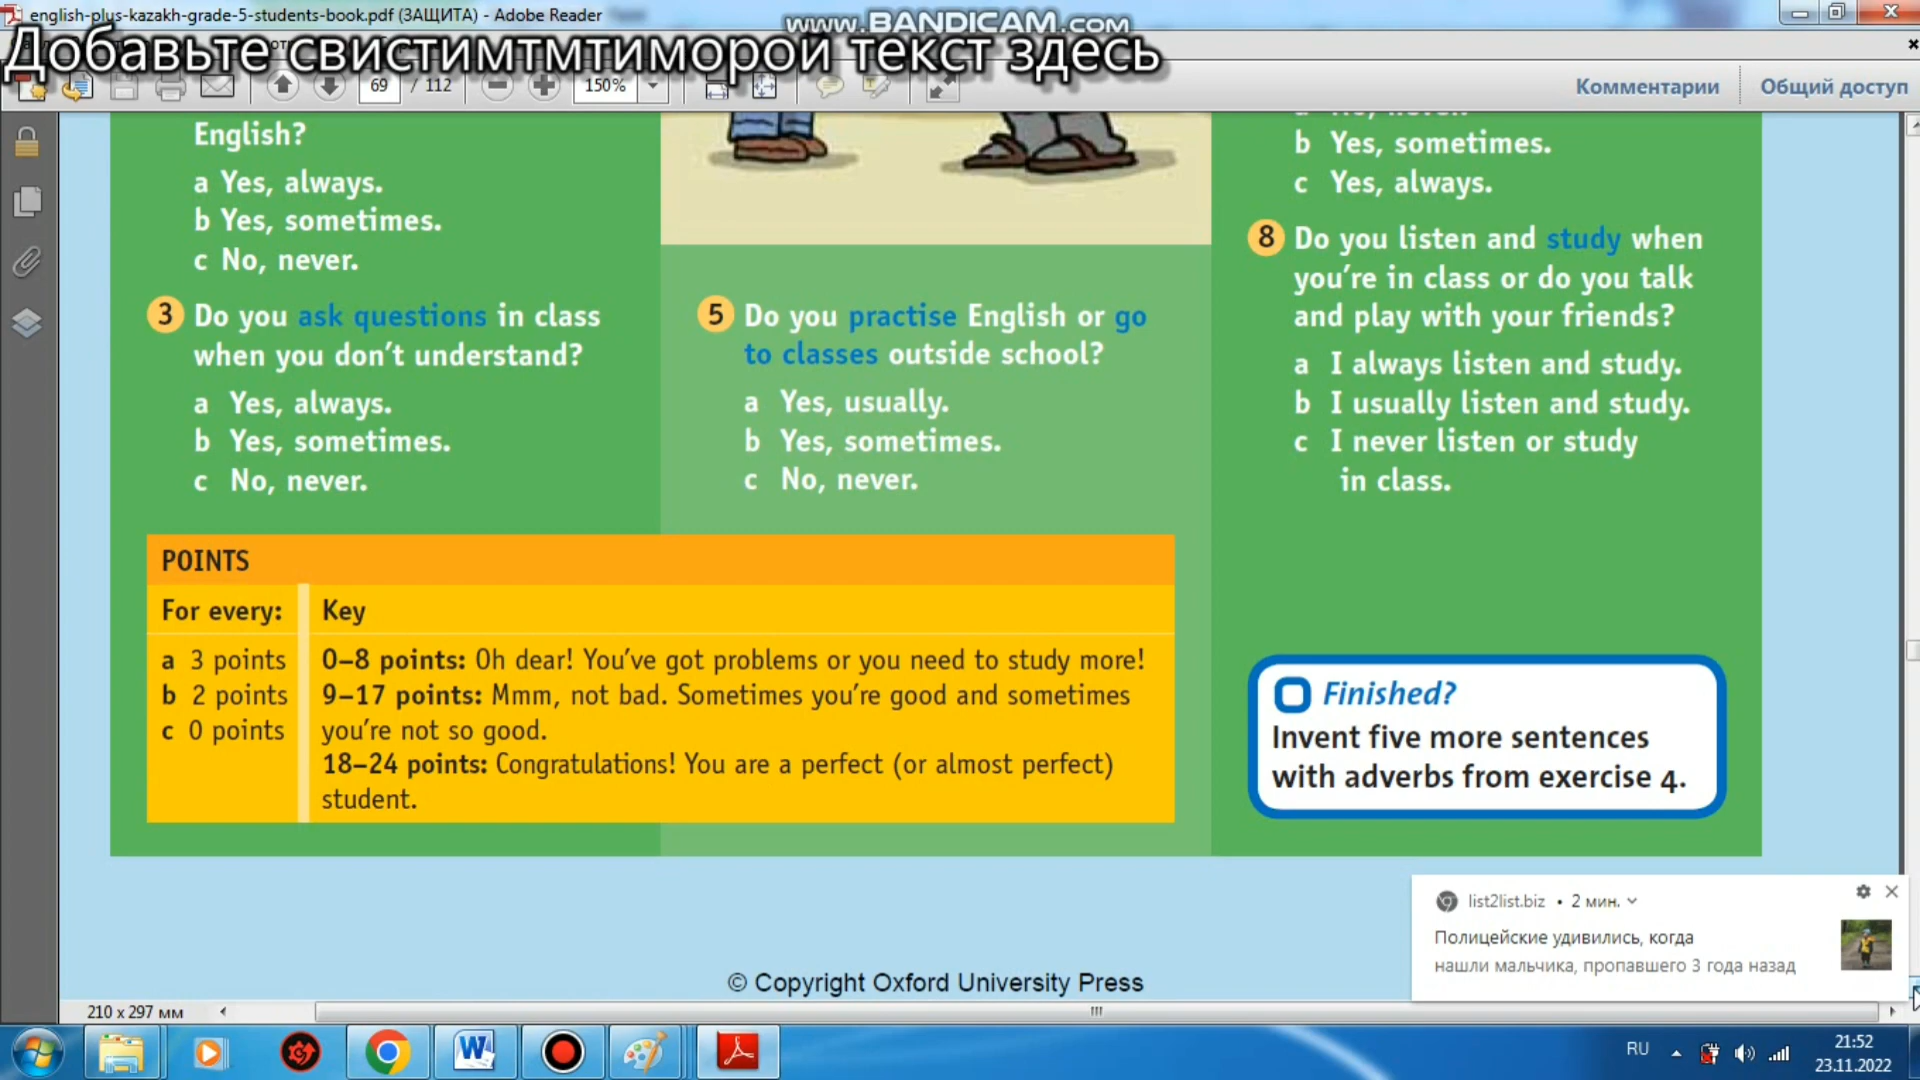 english-plus-kazakh-grade-5-students-book.pdf (ЗАЩИТА) - Adobe Reader
www.BANDICAM.com
Добавьте свистимтмтиморой текст здесь
69 / 112
150%
Комментарии
Общий доступ
English?
a Yes, always.
b Yes, sometimes.
c No, never.
3 Do you ask questions in class
when you don't understand?
a Yes, always.
b Yes, sometimes.
c No, never.
5 Do you practise English or go
to classes outside school?
a Yes, usually.
b Yes, sometimes.
c No, never.
b Yes, sometimes.
c Yes, always.
8 Do you listen and study when
you're in class or do you talk
and play with your friends?
a I always listen and study.
b I usually listen and study.
c I never listen or study
in class.
POINTS
For every: Key
a 3 points
b 2 points
c 0 points
0–8 points: Oh dear! You've got problems or you need to study more!
9–17 points: Mmm, not bad. Sometimes you're good and sometimes
you're not so good.
18–24 points: Congratulations! You are a perfect (or almost perfect)
student.
Finished?
Invent five more sentences
with adverbs from exercise 4.
list2list.biz • 2 мин.
Полицейские удивились, когда
нашли мальчика, пропавшего 3 года назад
© Copyright Oxford University Press
210 x 297 мм
RU
21:52
23.11.2022